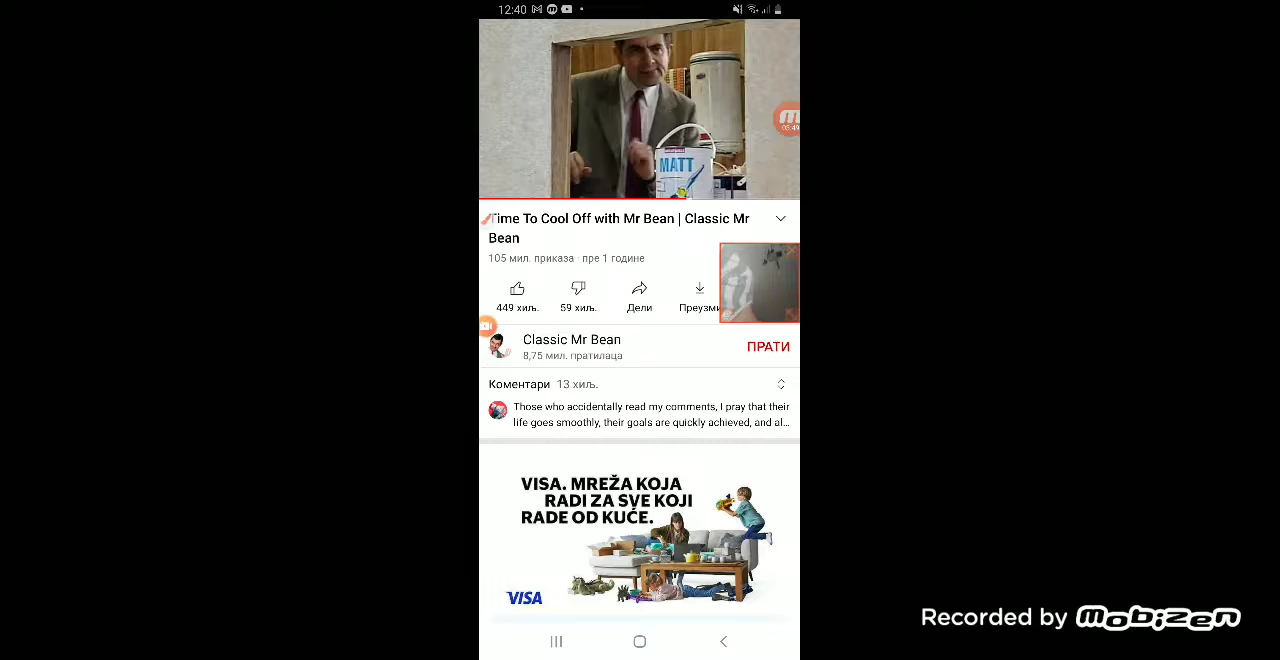 12:40
MATT
05:49
Time To Cool Off with Mr Bean | Classic Mr
Bean
105 мил. приказа · пре 1 године
449 хиљ.
59 хиљ.
Дели
Преузми
Classic Mr Bean
8,75 мил. пратилаца
ПРАТИ
Коментари 13 хиљ.
Those who accidentally read my comments, I pray that their
life goes smoothly, their goals are quickly achieved, and al...
VISA. MREŽA KOJA
RADI ZA SVE KOJI
RADE OD KUĆE.
VISA
Recorded by mobizen